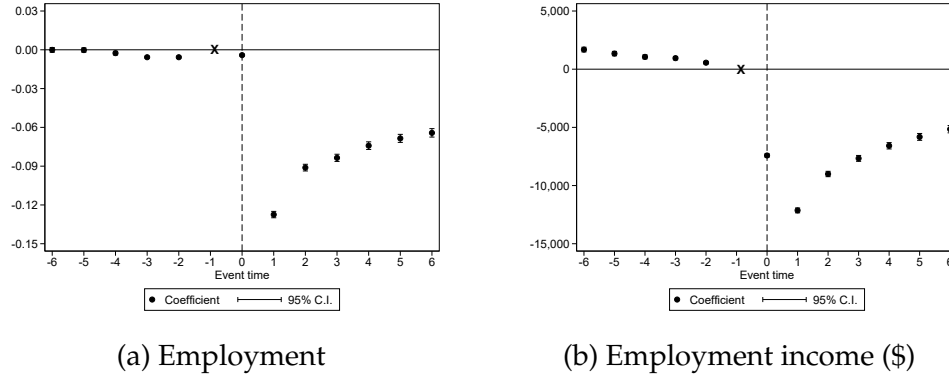 0.03
0.00
-0.03
-0.06
-0.09
-0.12
-0.15
-6 -5 -4 -3 -2 -1 0 1 2 3 4 5 6
Event time
Coefficient 95% C.I.
(a) Employment
5,000
0
-5,000
-10,000
-15,000
X
X
-6 -5 -4 -3 -2 -1 0 1 2 3 4 5 6
Event time
Coefficient 95% C.I.
(b) Employment income ($)